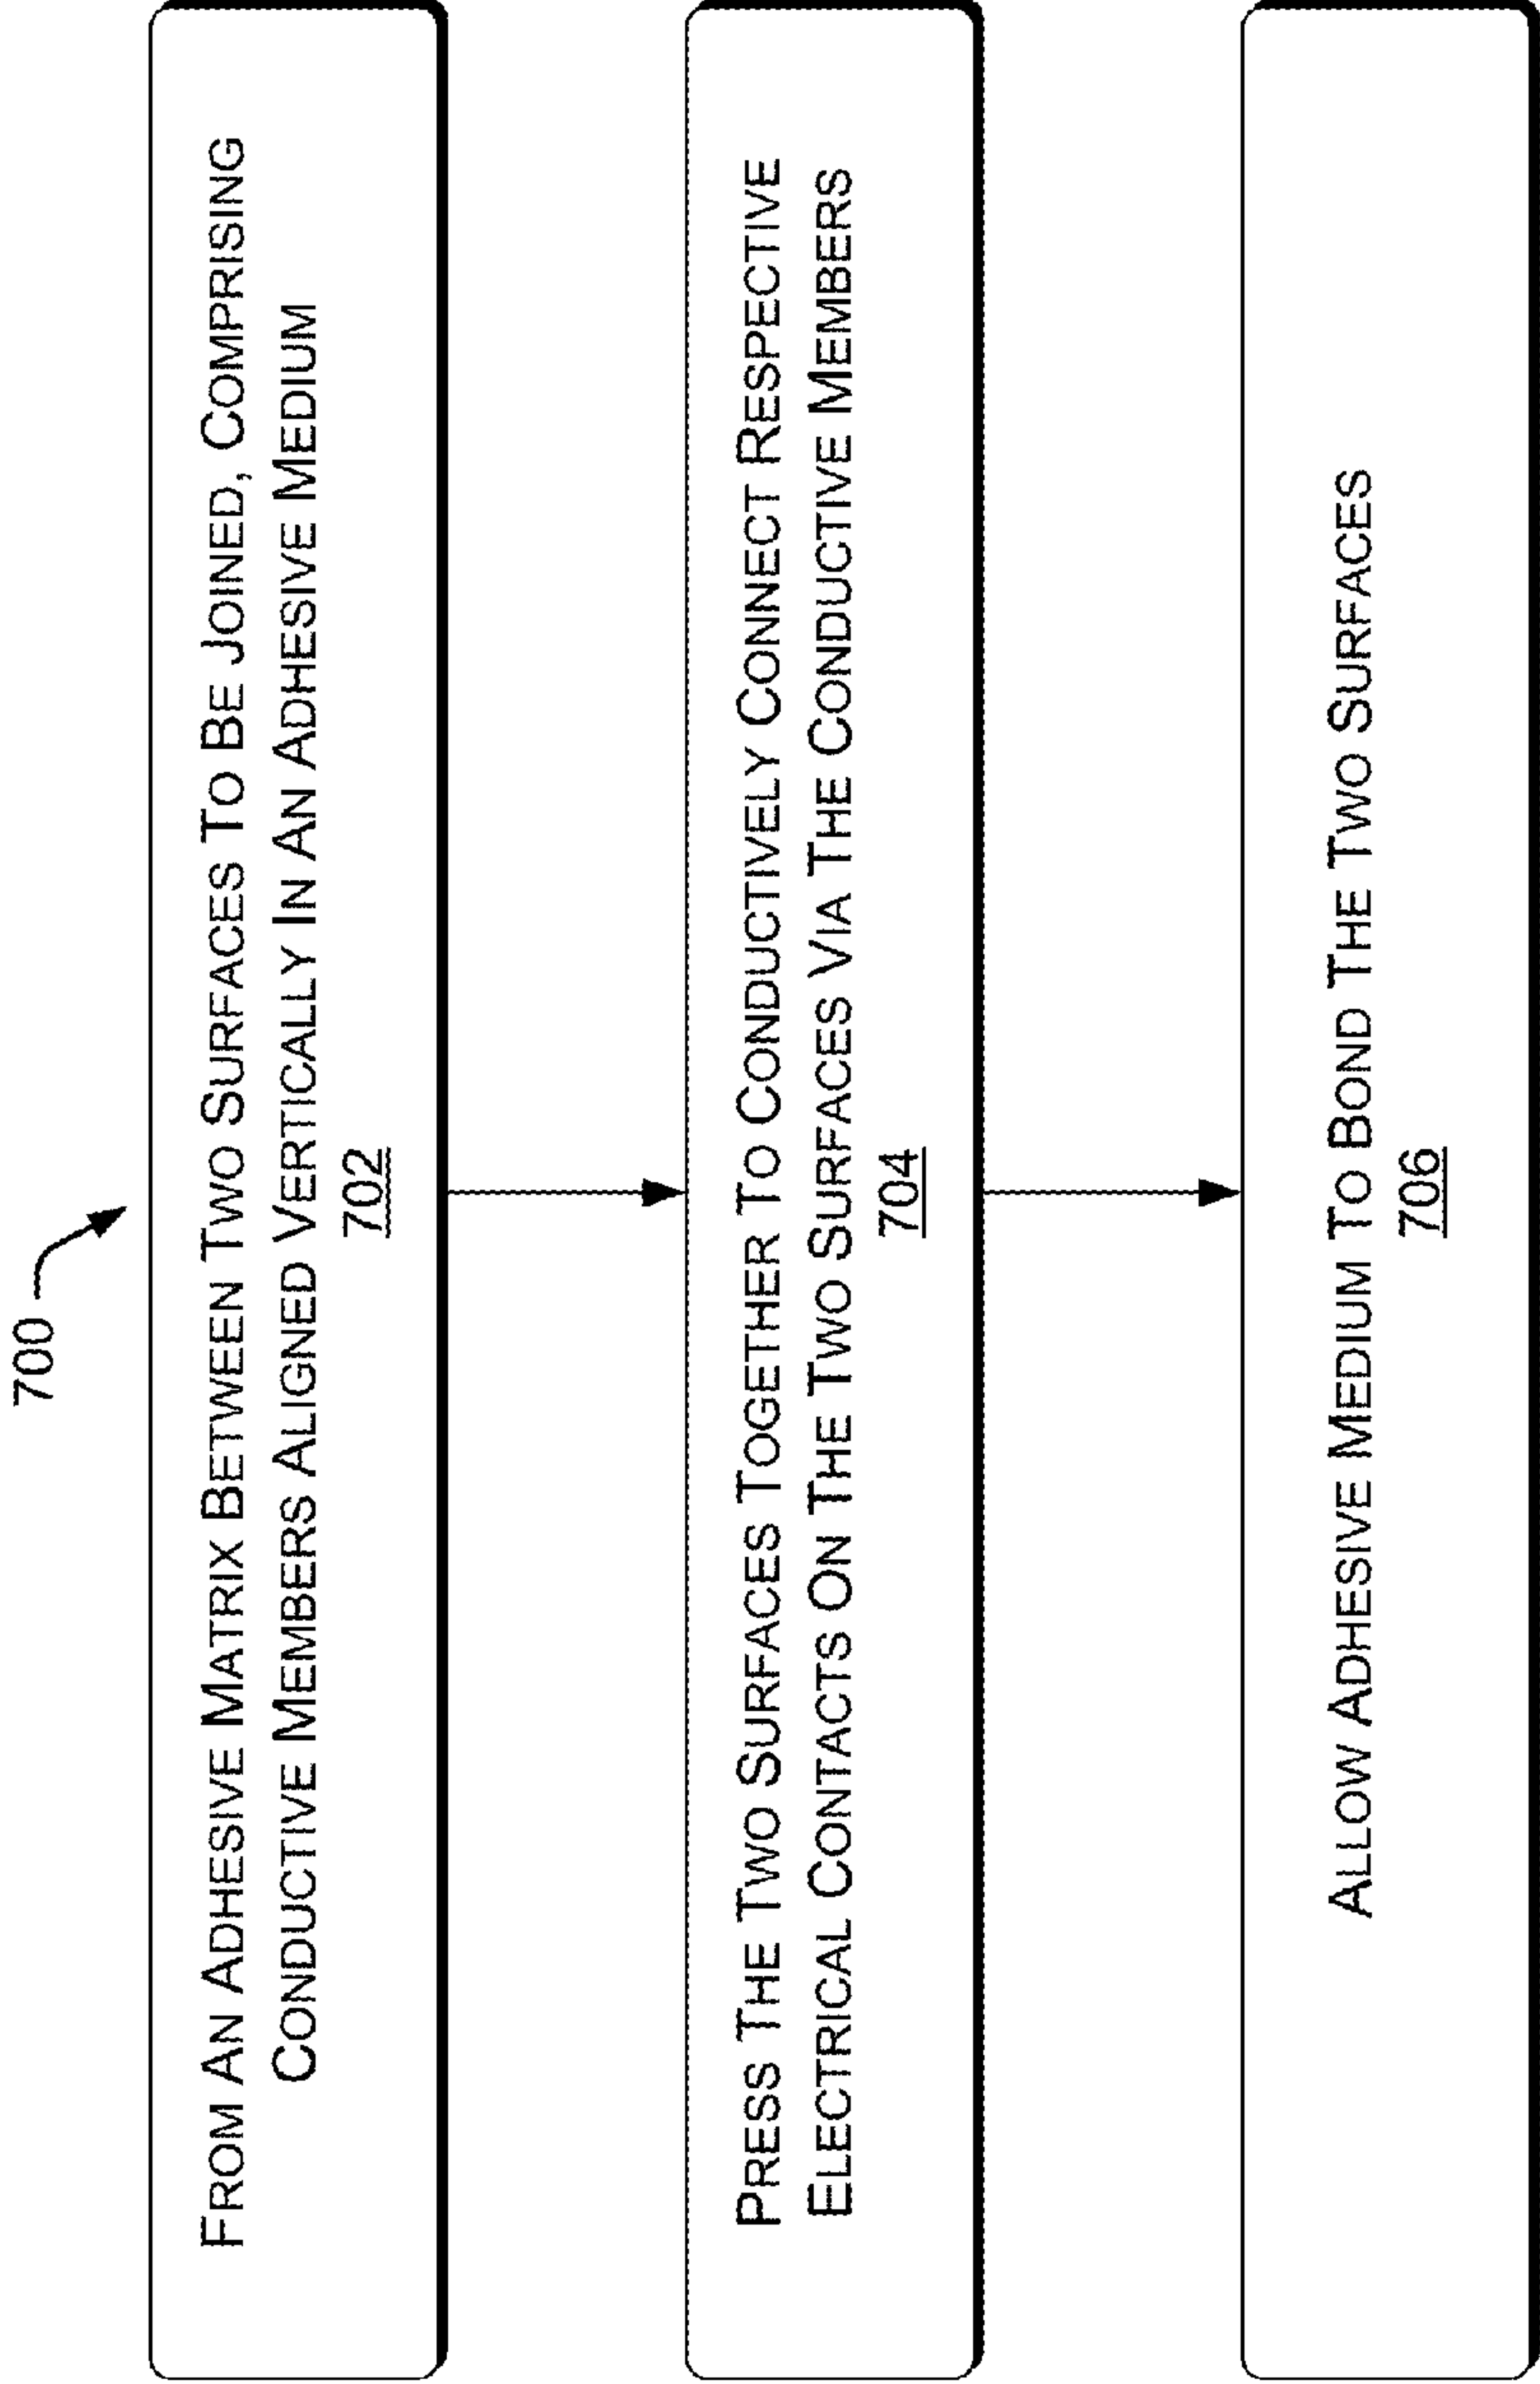 700
FROM AN ADHESIVE MATRIX BETWEEN TWO SURFACES TO BE JOINED, COMPRISING
CONDUCTIVE MEMBERS ALIGNED VERTICALLY IN AN ADHESIVE MEDIUM
702
PRESS THE TWO SURFACES TOGETHER TO CONDUCTIVELY CONNECT RESPECTIVE
ELECTRICAL CONTACTS ON THE TWO SURFACES VIA THE CONDUCTIVE MEMBERS
704
ALLOW ADHESIVE MEDIUM TO BOND THE TWO SURFACES
706